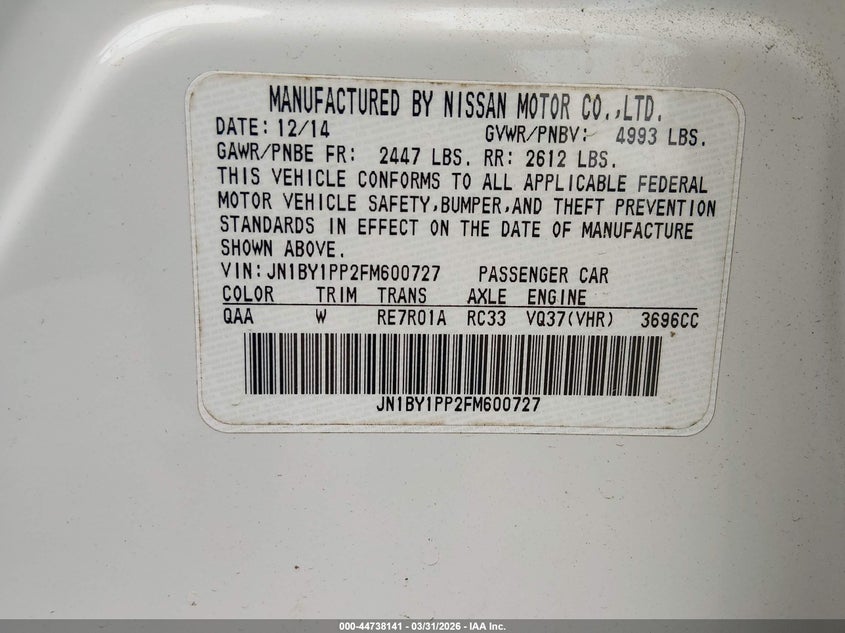 MANUFACTURED BY NISSAN MOTOR CO.,LTD.
DATE: 12/14 GVWR/PNBV: 4993 LBS.
GAWR/PNBE FR: 2447 LBS. RR: 2612 LBS.
THIS VEHICLE CONFORMS TO ALL APPLICABLE FEDERAL
MOTOR VEHICLE SAFETY,BUMPER,AND THEFT PREVENTION
STANDARDS IN EFFECT ON THE DATE OF MANUFACTURE
SHOWN ABOVE.
VIN:JN1BY1PP2FM600727 PASSENGER CAR
COLOR TRIM TRANS AXLE ENGINE
QAA W RE7R01A RC33 VQ37(VHR) 3696CC
JN1BY1PP2FM600727
000-44738141 - 03/31/2026 - IAA Inc.